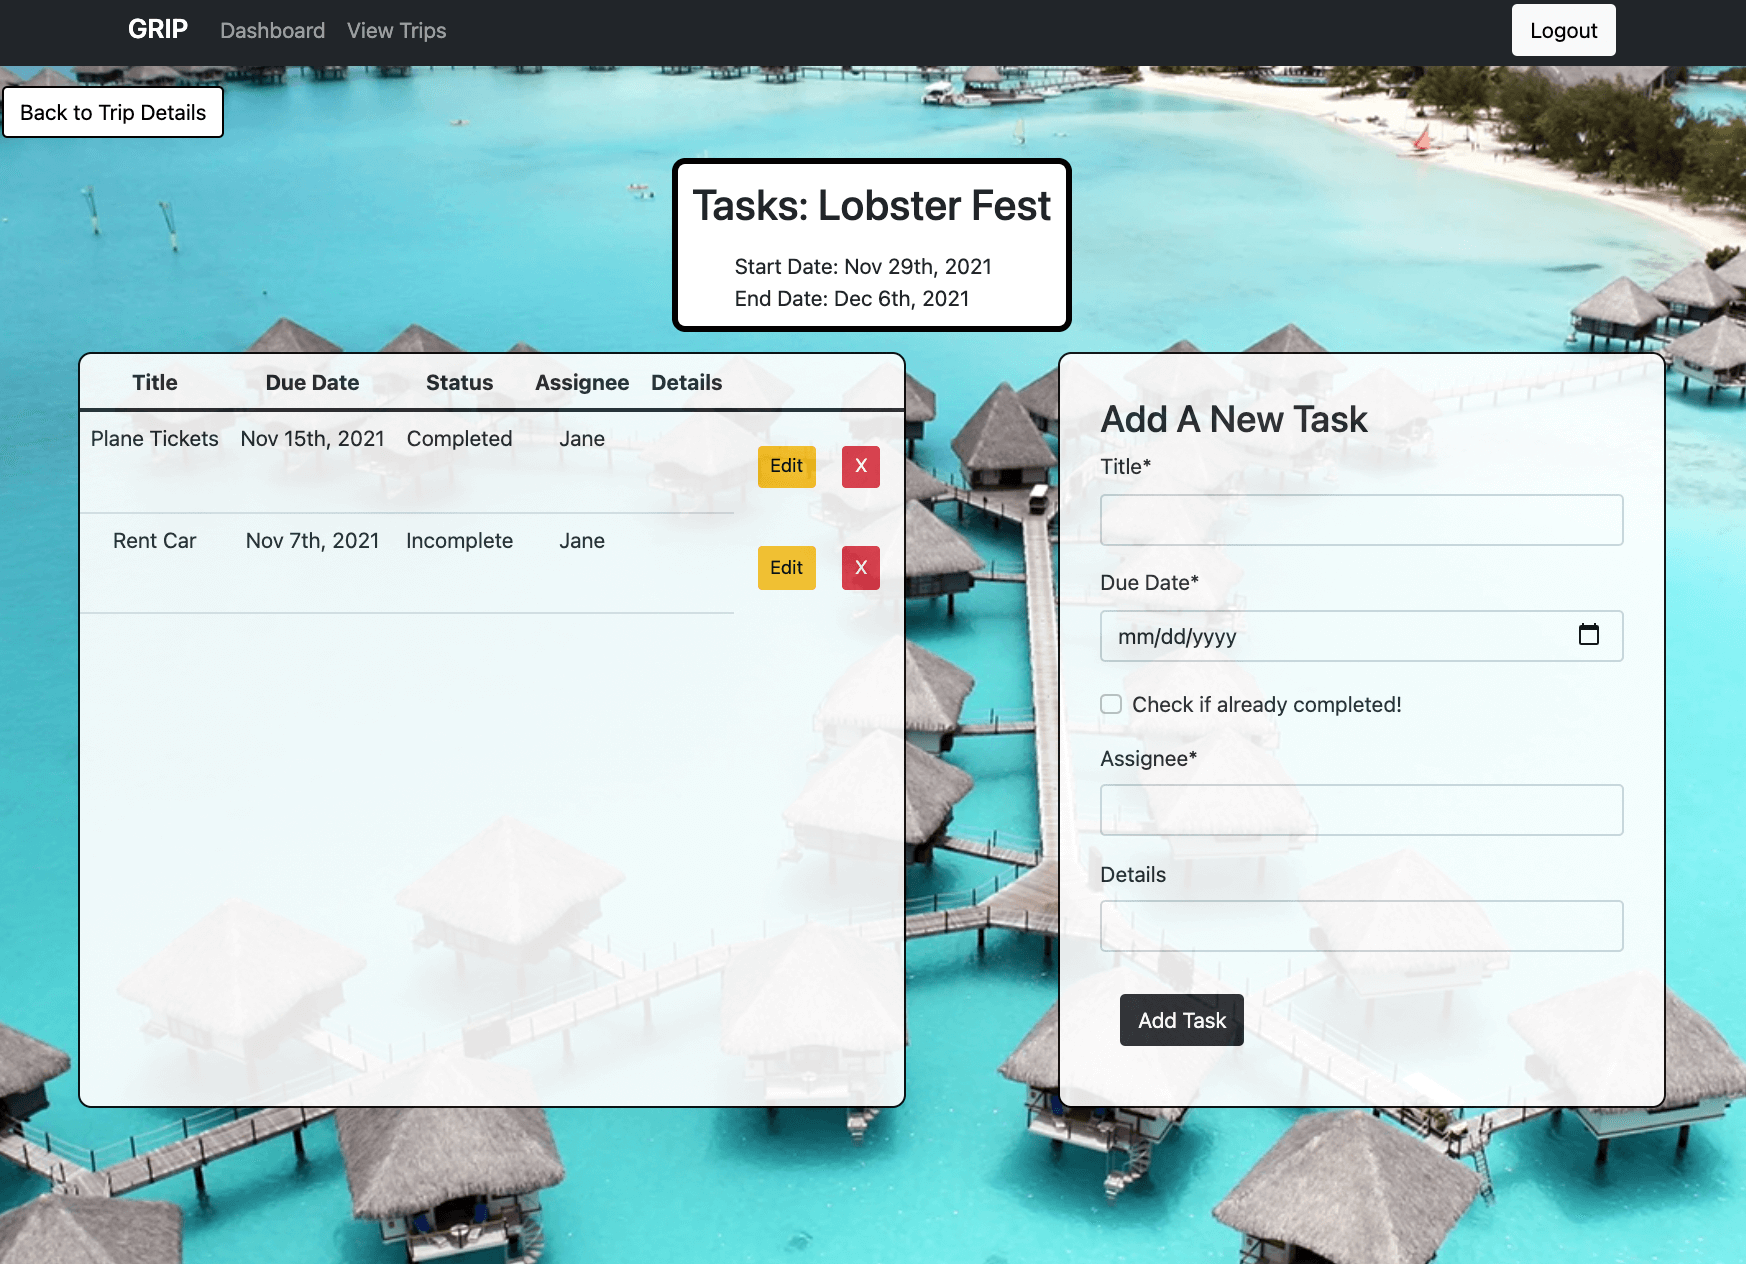 GRIP Dashboard View Trips Logout
Back to Trip Details
Tasks: Lobster Fest
Start Date: Nov 29th, 2021
End Date: Dec 6th, 2021
Title Due Date Status Assignee Details
Plane Tickets Nov 15th, 2021 Completed Jane Edit X
Rent Car Nov 7th, 2021 Incomplete Jane Edit X
Add A New Task
Title*
Due Date*
mm/dd/yyyy
Check if already completed!
Assignee*
Details
Add Task